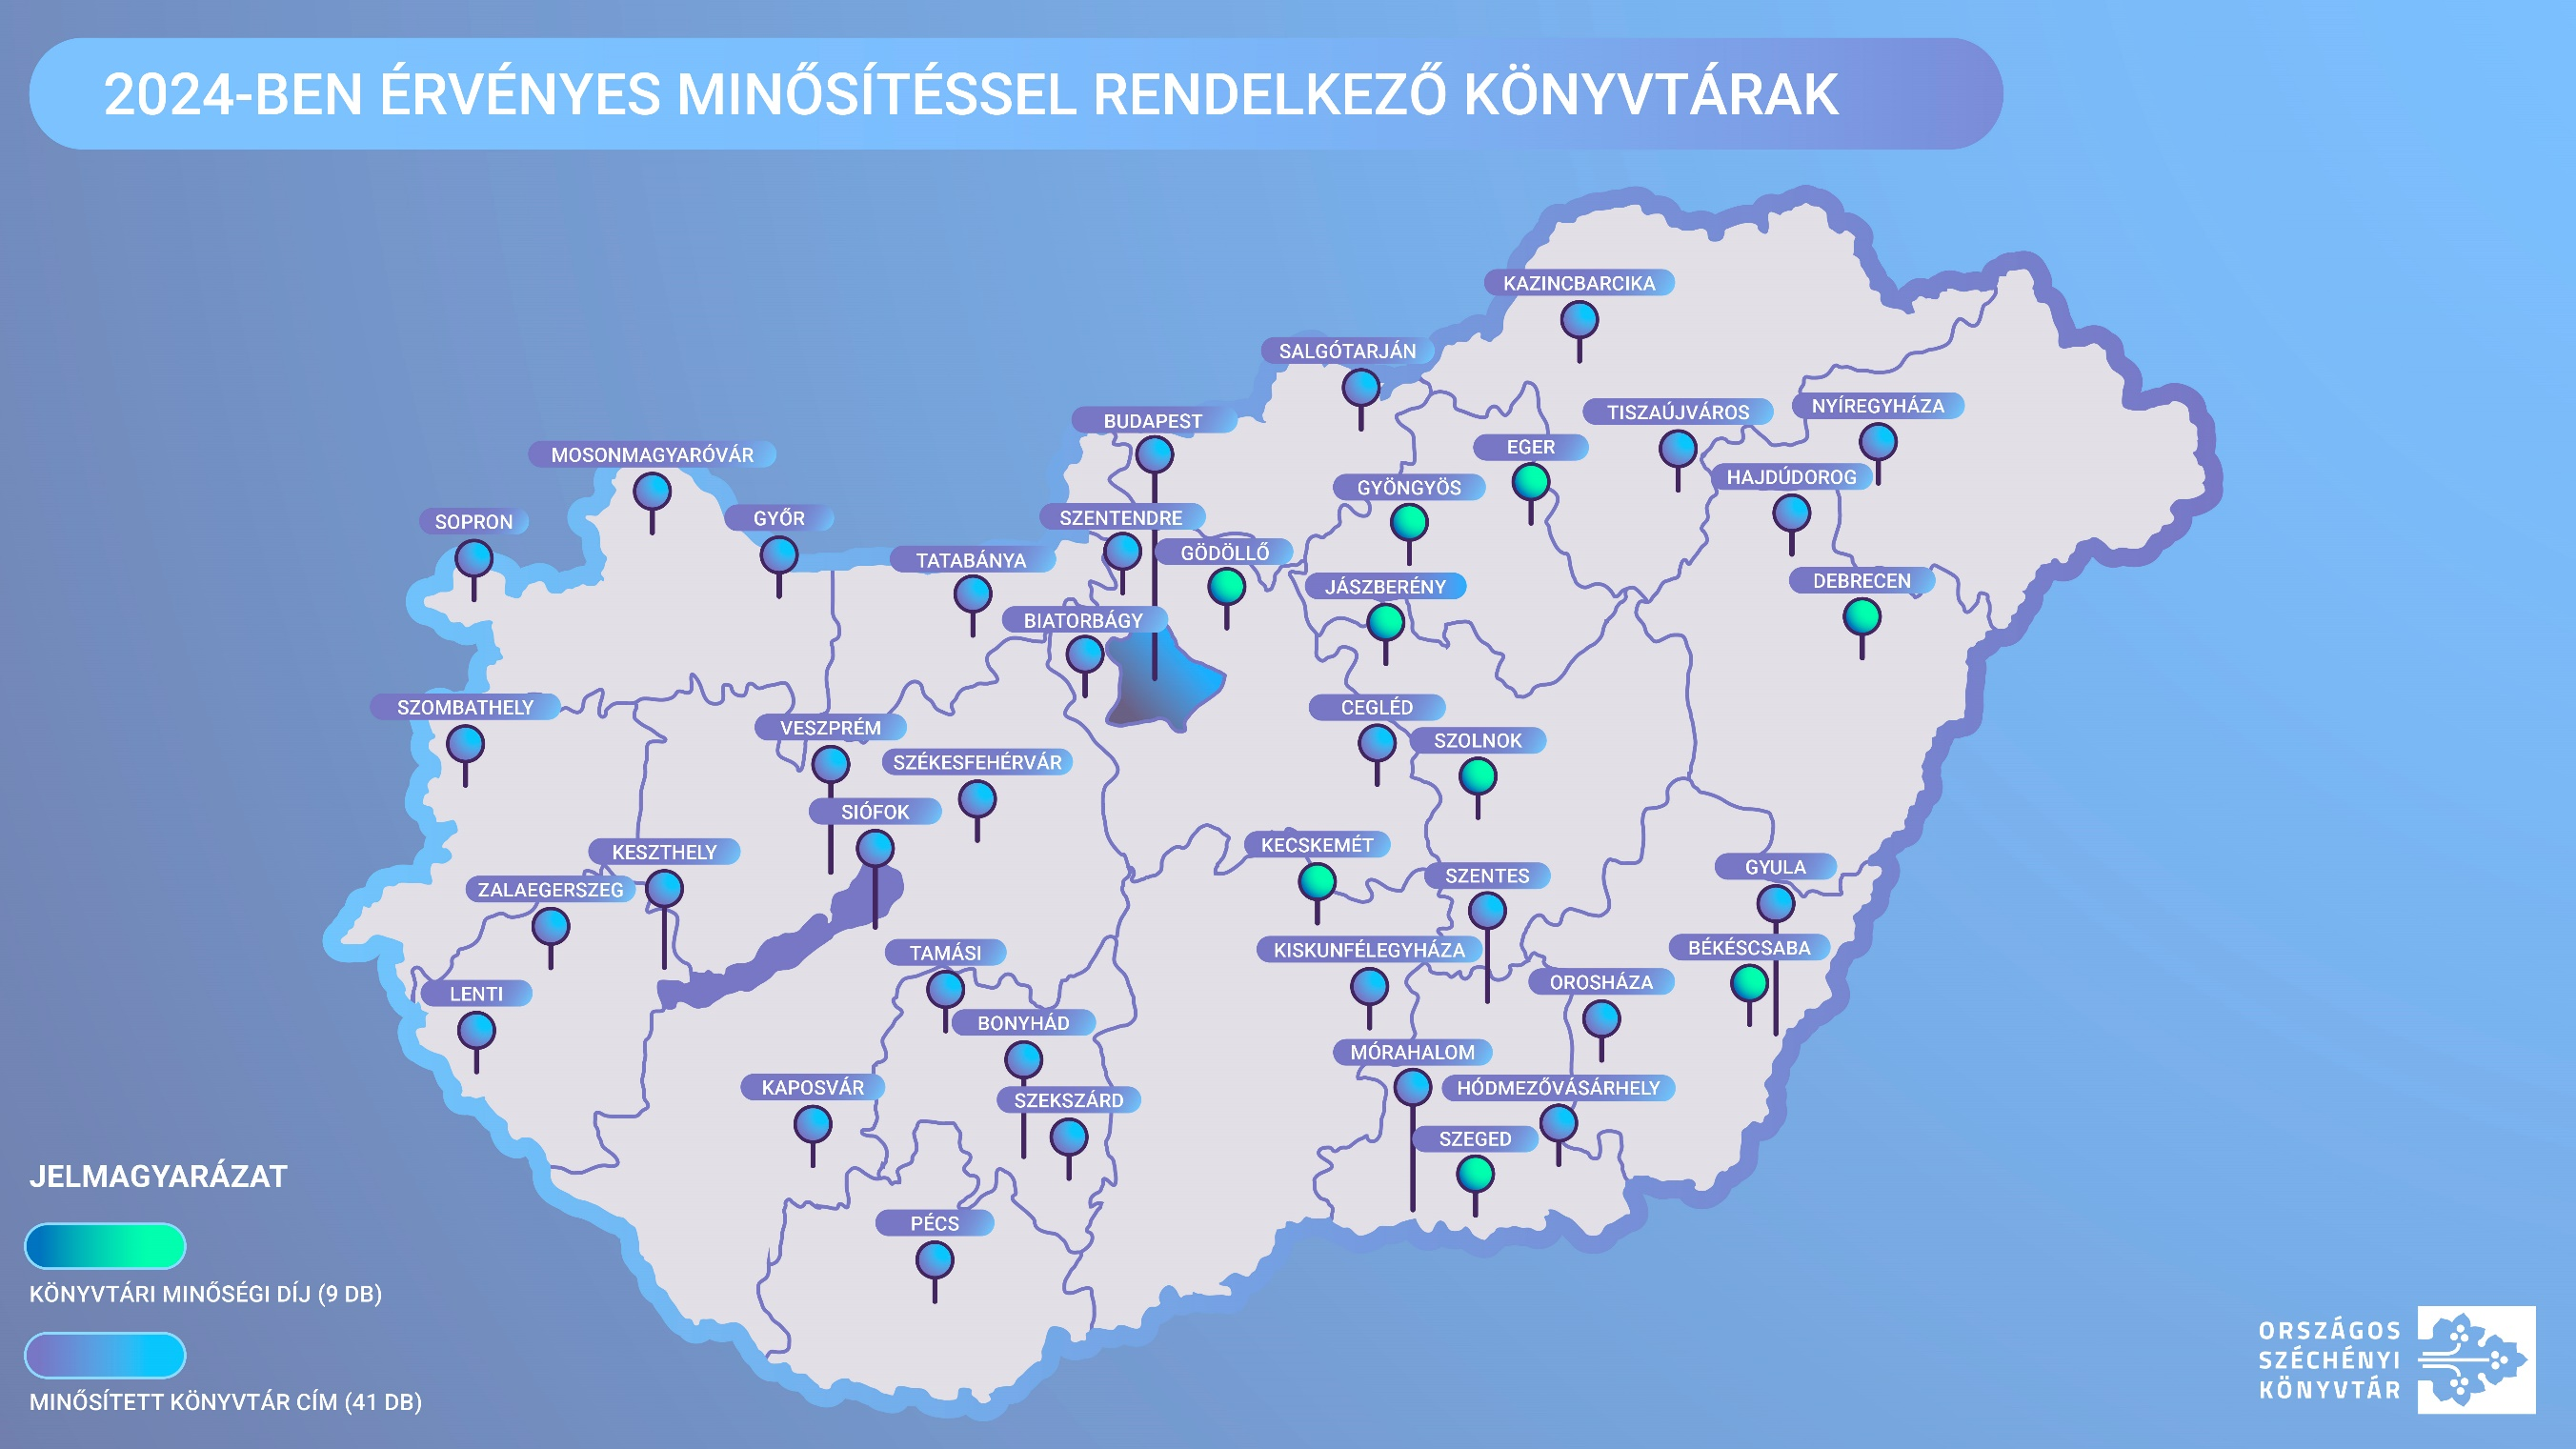 2024-BEN ÉRVÉNYES MINŐSÍTÉSSEL RENDELKEZŐ KÖNYVTÁRAK
KAZINCBARCIKA
SALGÓTARJÁN
NYÍREGYHÁZA
TISZAÚJVÁROS
BUDAPEST
EGER
MOSONMAGYARÓVÁR
HAJDÚDOROG
GYÖNGYÖS
SZENTENDRE
GYŐR
SOPRON
GÖDÖLLŐ
TATABÁNYA
DEBRECEN
JÁSZBERÉNY
BIATORBÁGY
SZOMBATHELY
CEGLÉD
VESZPRÉM
SZOLNOK
SZÉKESFEHÉRVÁR
SIÓFOK
KECSKEMÉT
KESZTHELY
GYULA
SZENTES
ZALAEGERSZEG
BÉKÉSCSABA
KISKUNFÉLEGYHÁZA
TAMÁSI
OROSHÁZA
LENTI
BONYHÁD
MÓRAHALOM
KAPOSVÁR
HÓDMEZŐVÁSÁRHELY
SZEKSZÁRD
SZEGED
PÉCS
JELMAGYARÁZAT
KÖNYVTÁRI MINŐSÉGI DÍJ (9 DB)
MINŐSÍTETT KÖNYVTÁR CÍM (41 DB)
ORSZÁGOS
SZÉCHÉNYI
KÖNYVTÁR